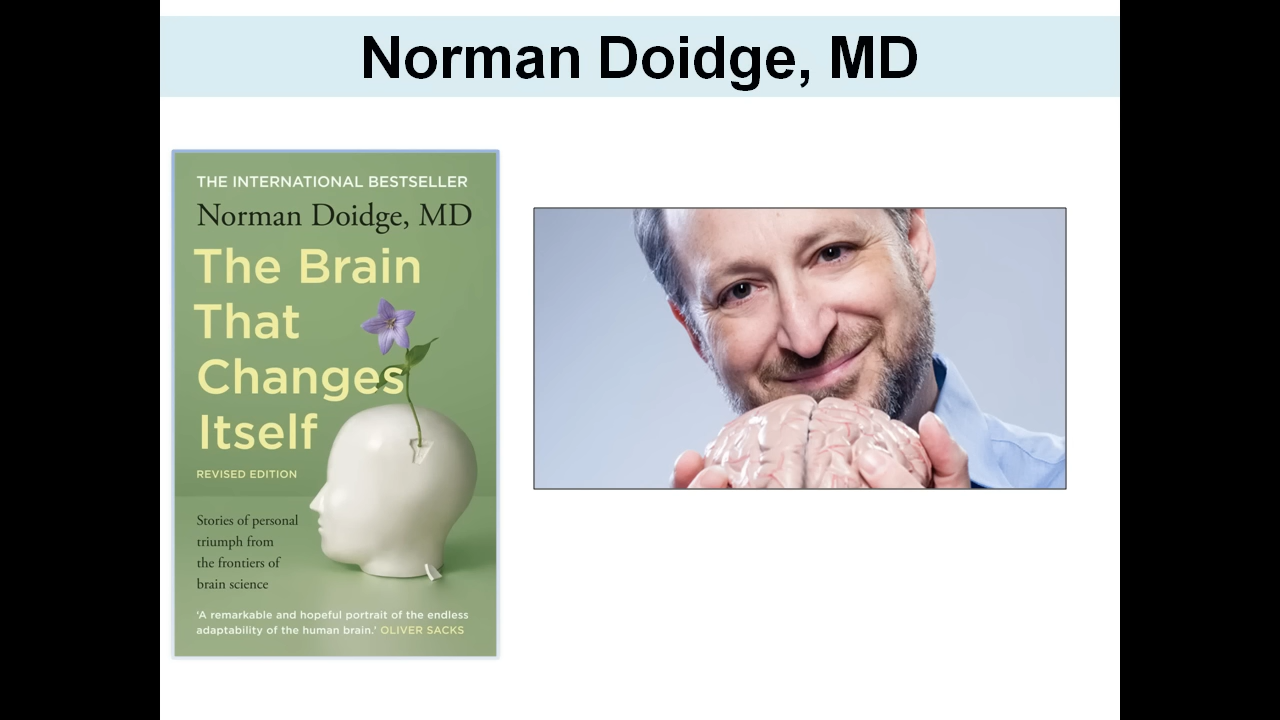 Norman Doidge, MD
THE INTERNATIONAL BESTSELLER
Norman Doidge, MD
The Brain
That
Changes
Itself
REVISED EDITION
Stories of personal
triumph from
the frontiers of
brain science
'A remarkable and hopeful portrait of the endless
adaptability of the human brain.' OLIVER SACKS